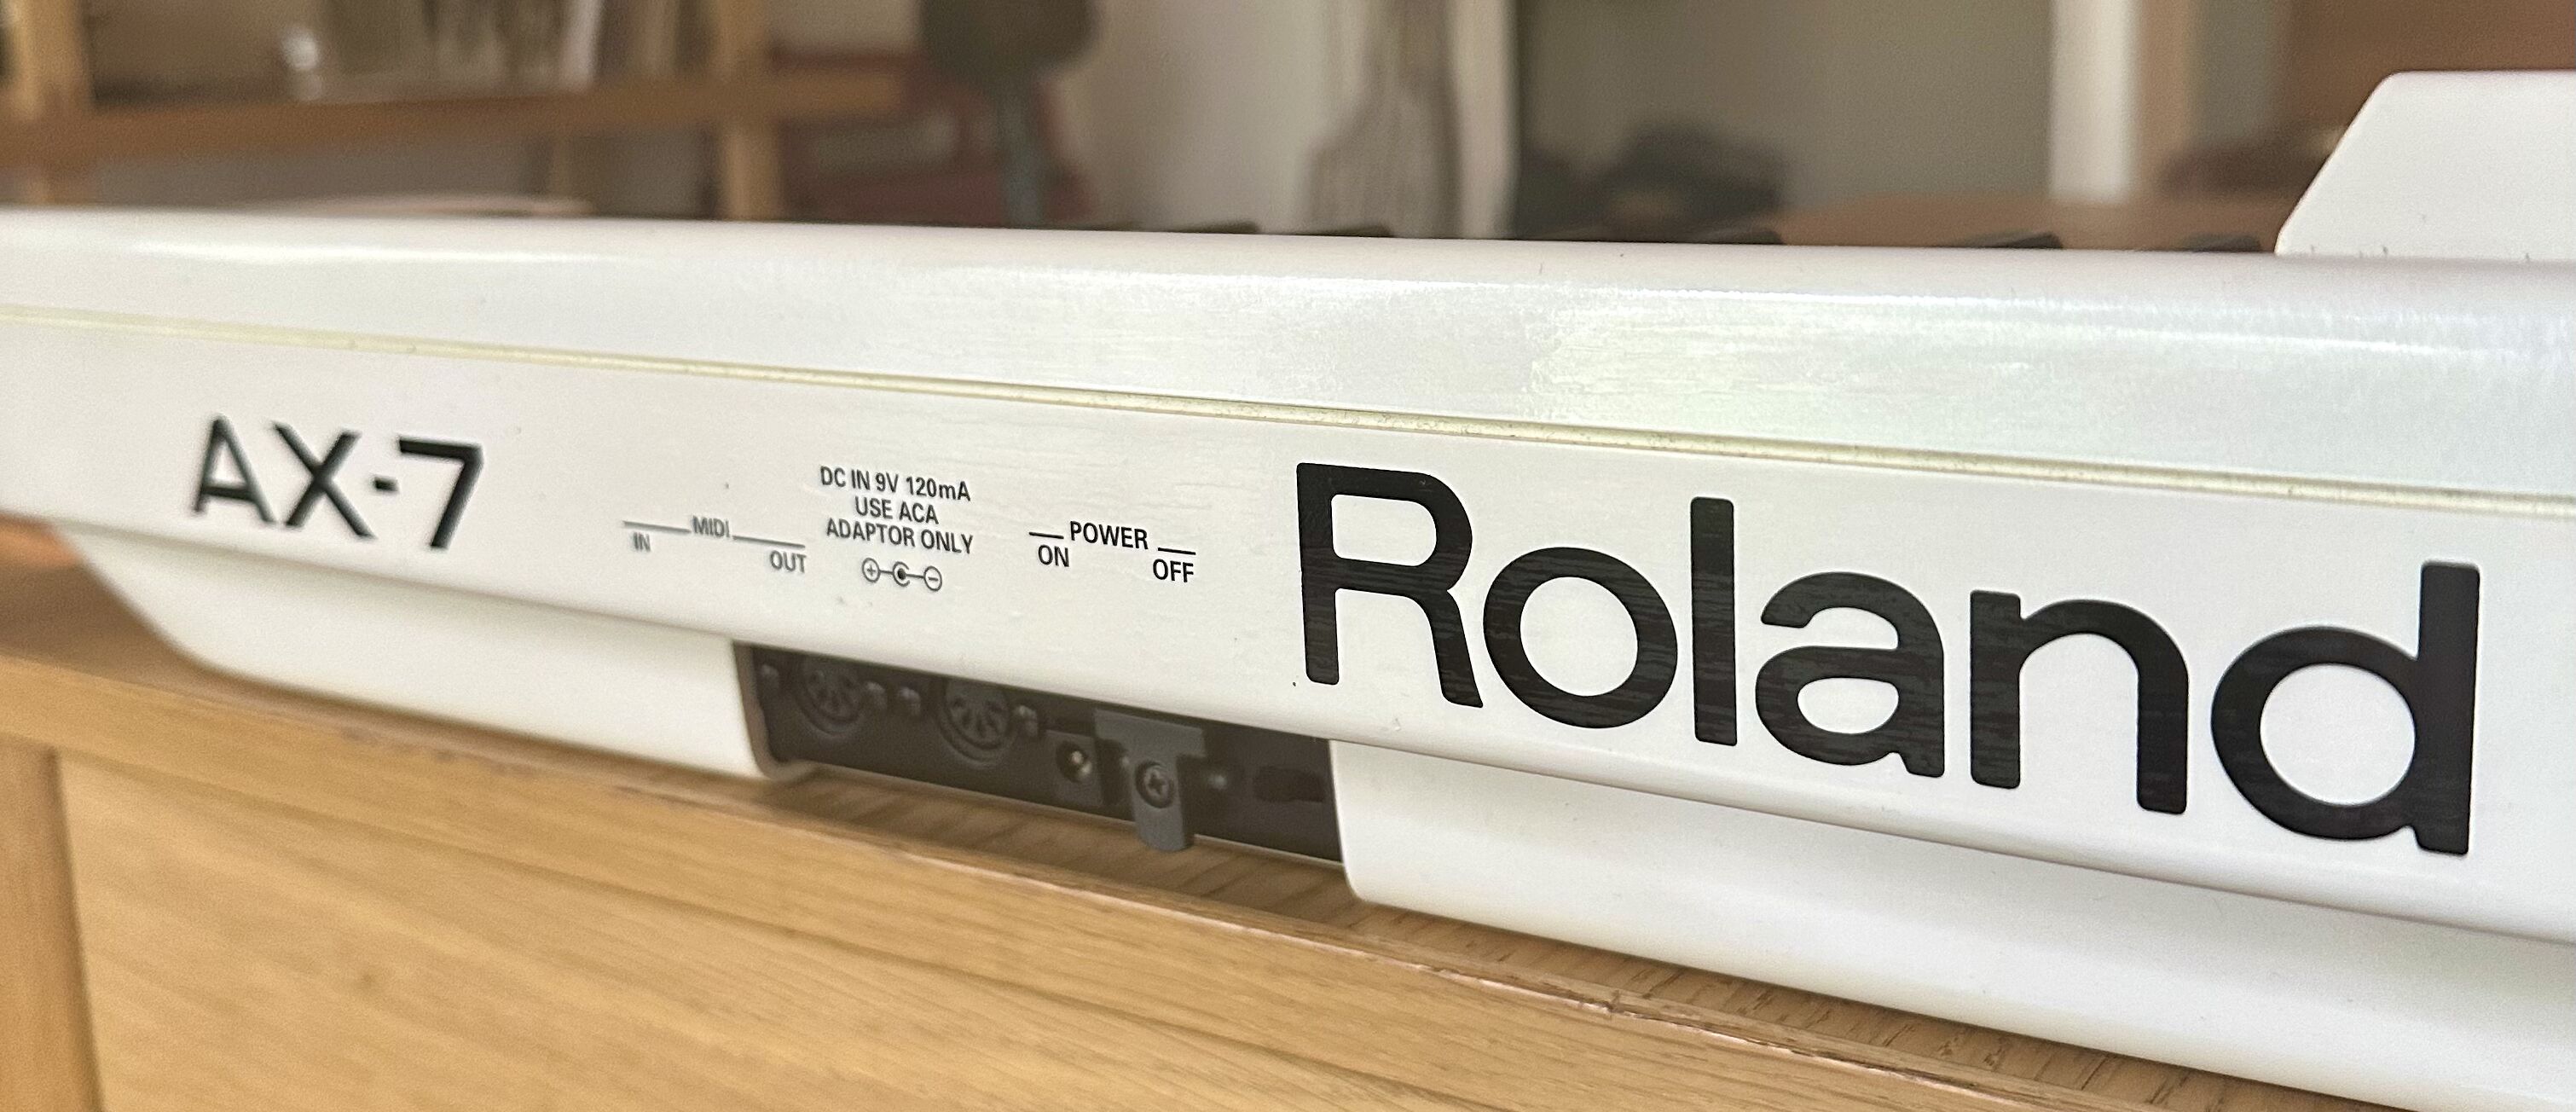 AX-7
MIDI
IN OUT
DC IN 9V 120mA
USE ACA
ADAPTOR ONLY
POWER
ON OFF
Roland